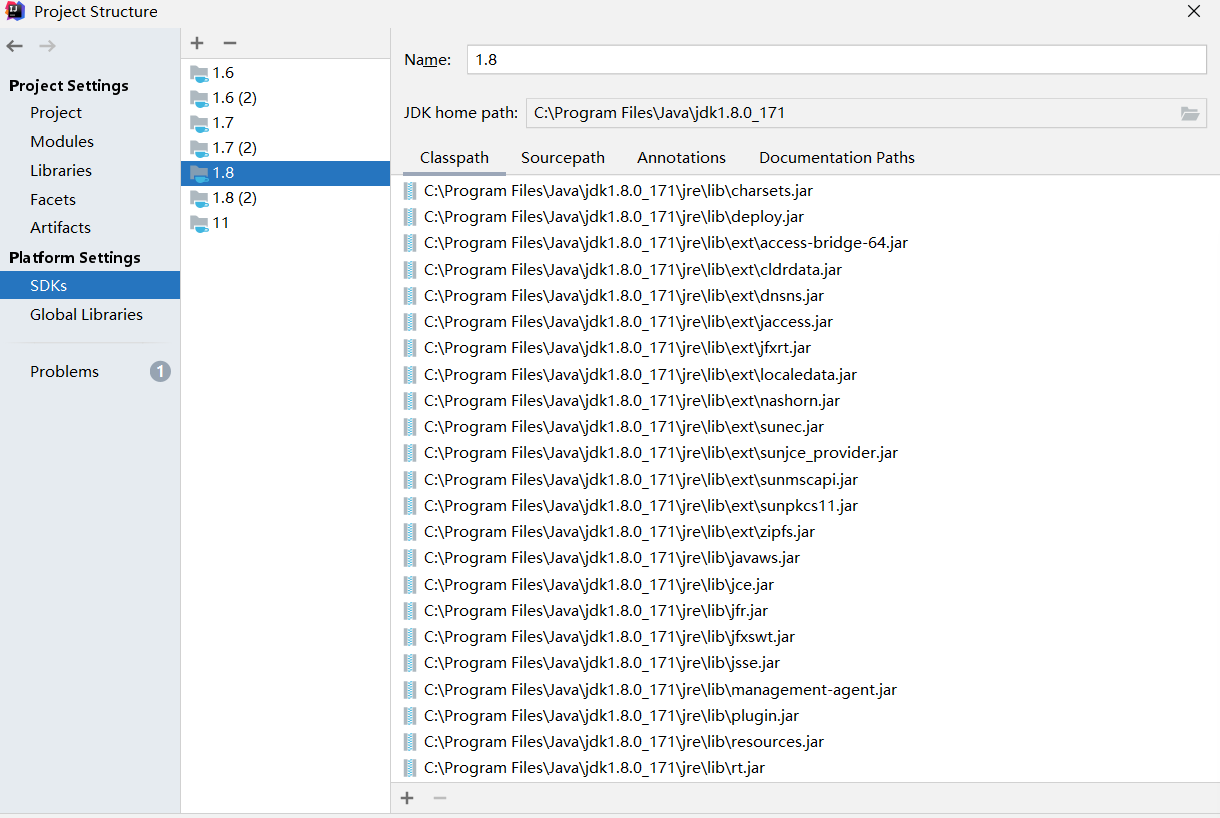 Project Structure
Project Settings
Project
Modules
Libraries
Facets
Artifacts
Platform Settings
SDKs
Global Libraries
Problems 1
1.6
1.6 (2)
1.7
1.7 (2)
1.8
1.8 (2)
11
Name: 1.8
JDK home path: C:\Program Files\Java\jdk1.8.0_171
Classpath Sourcepath Annotations Documentation Paths
C:\Program Files\Java\jdk1.8.0_171\jre\lib\charsets.jar
C:\Program Files\Java\jdk1.8.0_171\jre\lib\deploy.jar
C:\Program Files\Java\jdk1.8.0_171\jre\lib\ext\access-bridge-64.jar
C:\Program Files\Java\jdk1.8.0_171\jre\lib\ext\cldrdata.jar
C:\Program Files\Java\jdk1.8.0_171\jre\lib\ext\dnsns.jar
C:\Program Files\Java\jdk1.8.0_171\jre\lib\ext\jaccess.jar
C:\Program Files\Java\jdk1.8.0_171\jre\lib\ext\jfxrt.jar
C:\Program Files\Java\jdk1.8.0_171\jre\lib\ext\localedata.jar
C:\Program Files\Java\jdk1.8.0_171\jre\lib\ext\nashorn.jar
C:\Program Files\Java\jdk1.8.0_171\jre\lib\ext\sunec.jar
C:\Program Files\Java\jdk1.8.0_171\jre\lib\ext\sunjce_provider.jar
C:\Program Files\Java\jdk1.8.0_171\jre\lib\ext\sunmscapi.jar
C:\Program Files\Java\jdk1.8.0_171\jre\lib\ext\sunpkcs11.jar
C:\Program Files\Java\jdk1.8.0_171\jre\lib\ext\zipfs.jar
C:\Program Files\Java\jdk1.8.0_171\jre\lib\javaws.jar
C:\Program Files\Java\jdk1.8.0_171\jre\lib\jce.jar
C:\Program Files\Java\jdk1.8.0_171\jre\lib\jfr.jar
C:\Program Files\Java\jdk1.8.0_171\jre\lib\jfxswt.jar
C:\Program Files\Java\jdk1.8.0_171\jre\lib\jsse.jar
C:\Program Files\Java\jdk1.8.0_171\jre\lib\management-agent.jar
C:\Program Files\Java\jdk1.8.0_171\jre\lib\plugin.jar
C:\Program Files\Java\jdk1.8.0_171\jre\lib\resources.jar
C:\Program Files\Java\jdk1.8.0_171\jre\lib\rt.jar